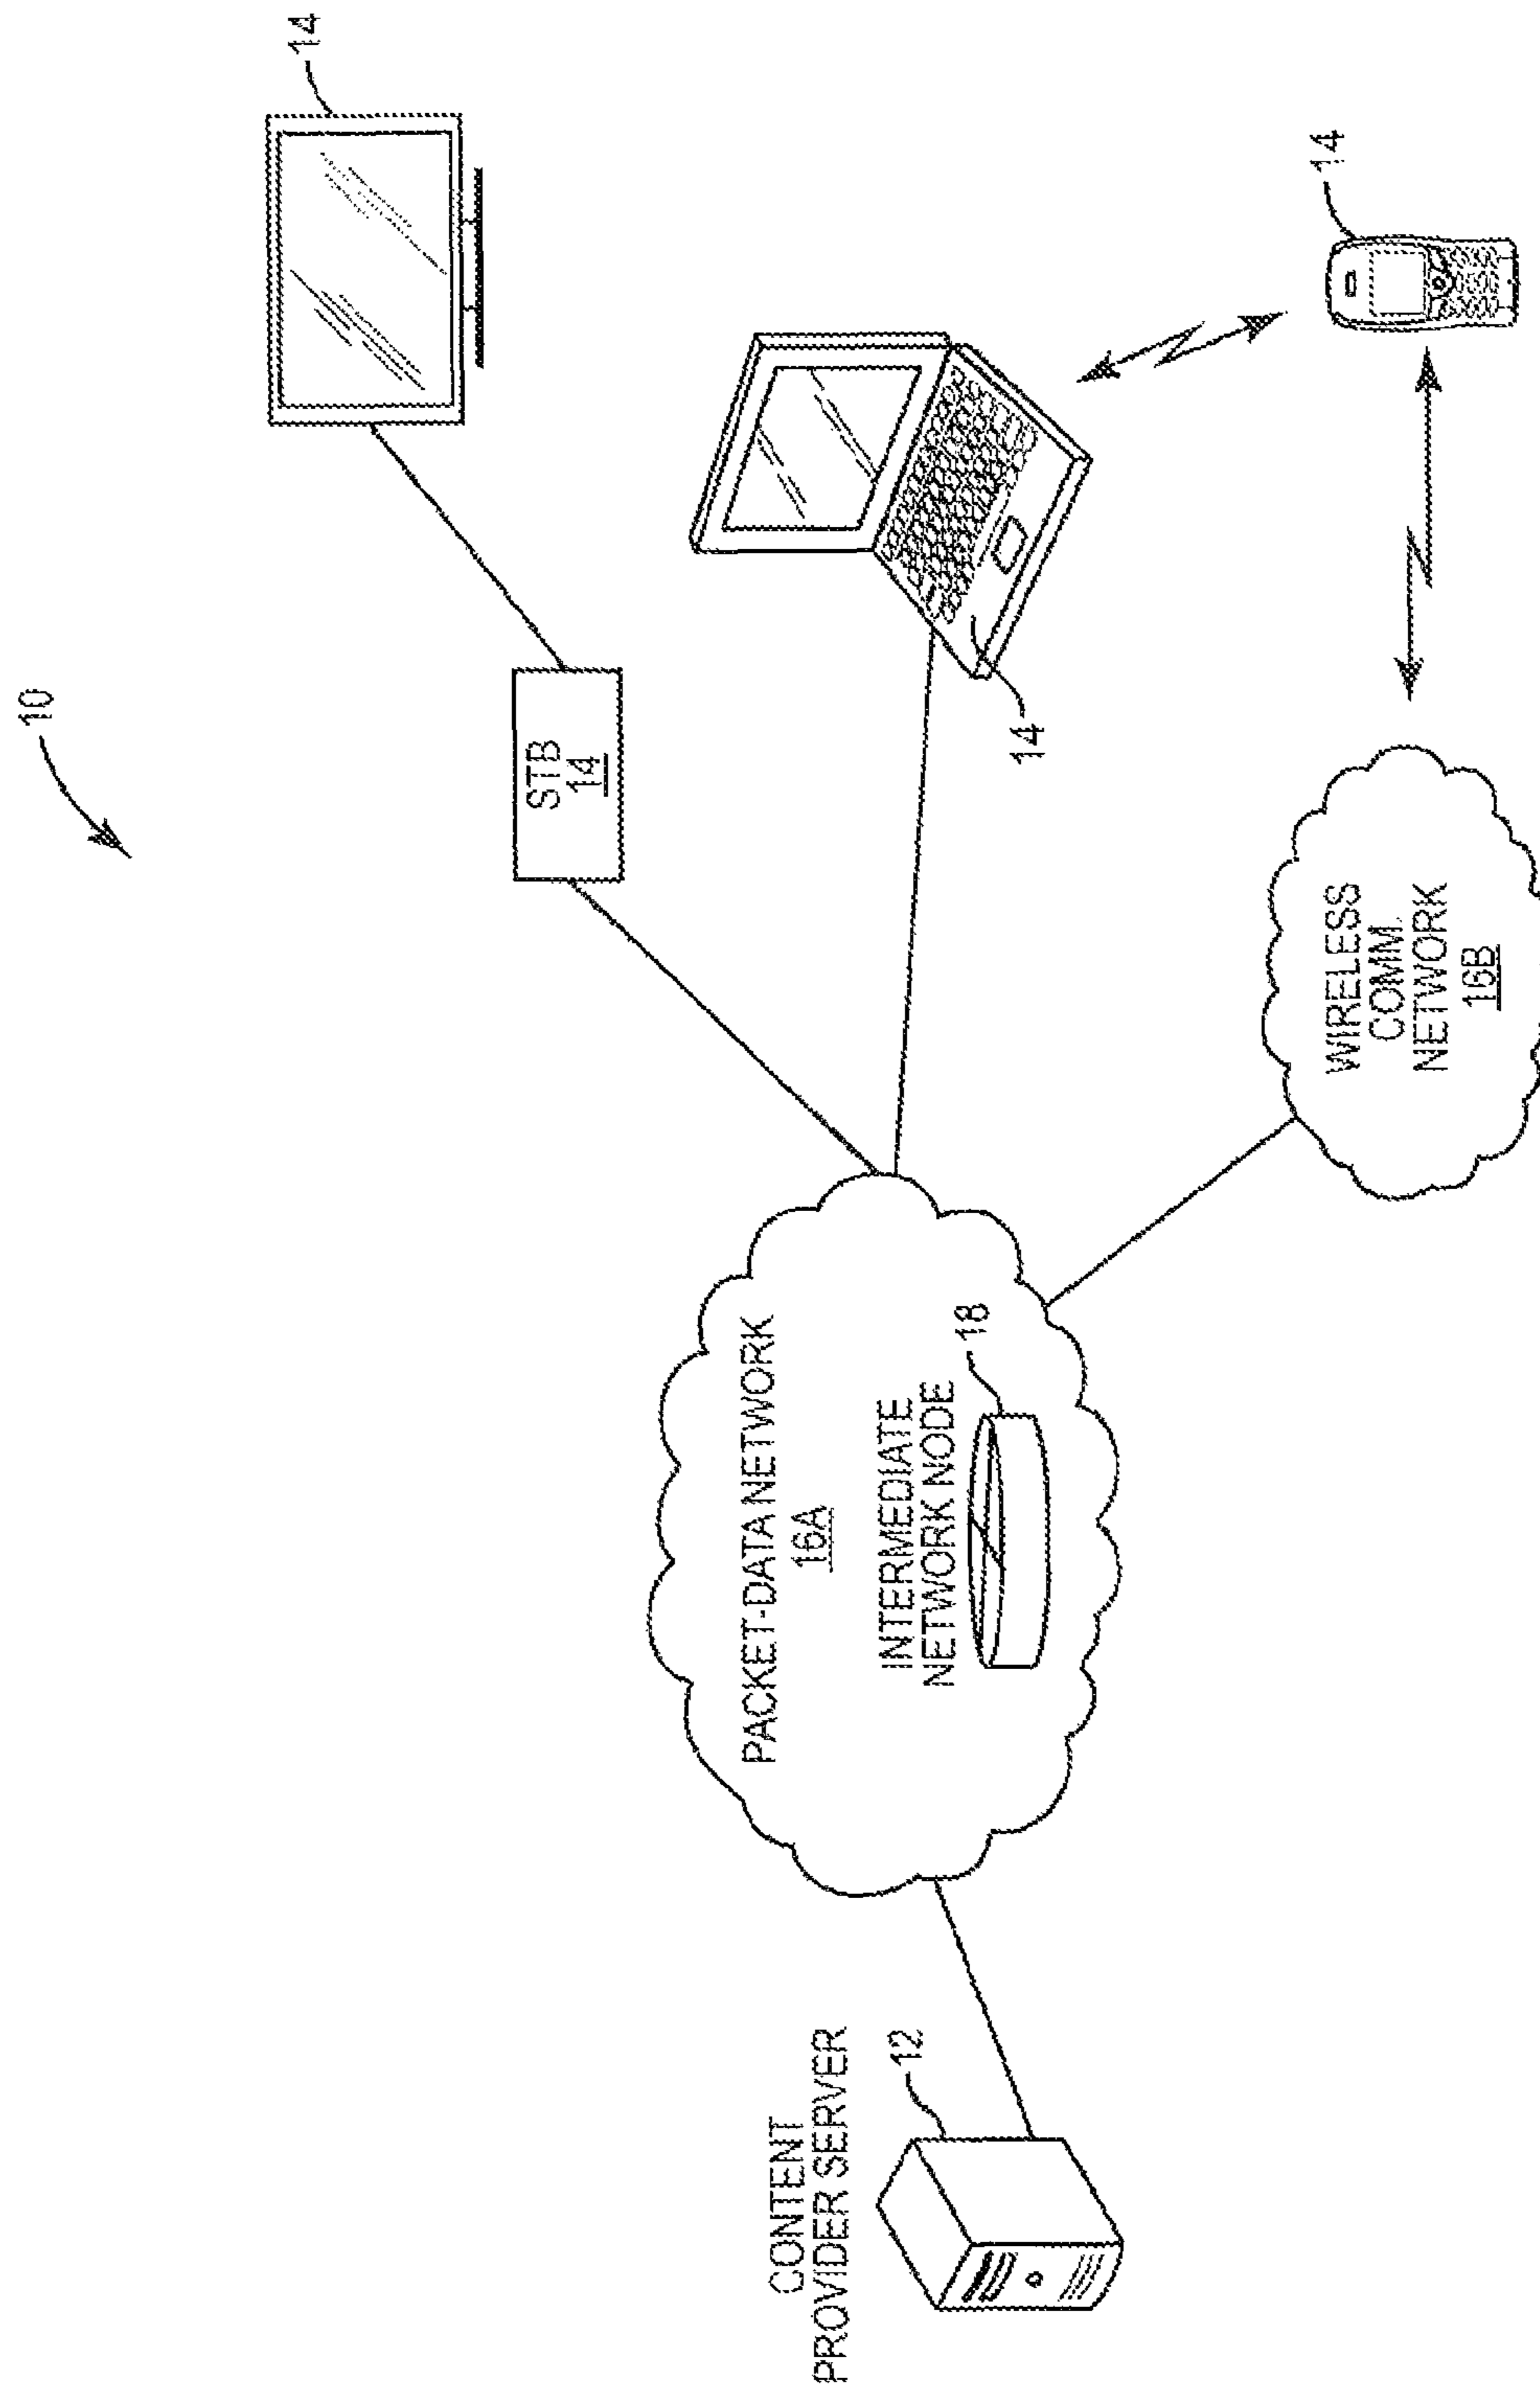 10
14
STB
14
14
14
PACKET-DATA NETWORK
16A
INTERMEDIATE
NETWORK NODE
18
WIRELESS
COMM.
NETWORK
16B
CONTENT
PROVIDER SERVER
12